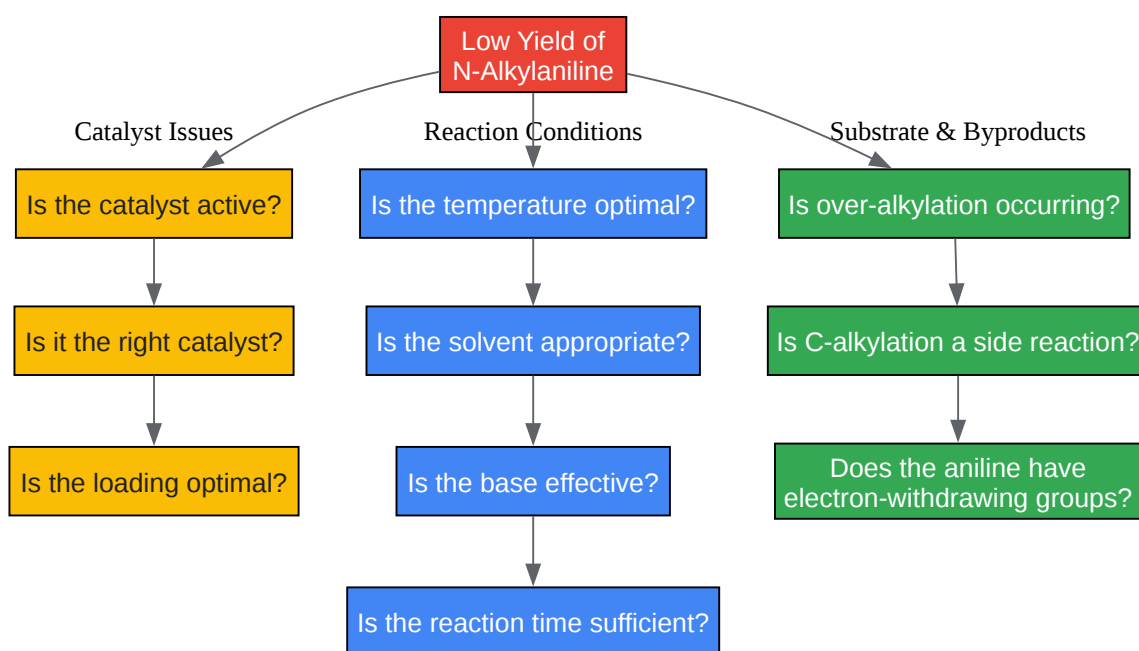 Low Yield of
N-Alkylaniline
Catalyst Issues
Reaction Conditions
Substrate & Byproducts
Is the catalyst active?
Is the temperature optimal?
Is over-alkylation occurring?
Is it the right catalyst?
Is the solvent appropriate?
Is C-alkylation a side reaction?
Is the loading optimal?
Is the base effective?
Does the aniline have
electron-withdrawing groups?
Is the reaction time sufficient?